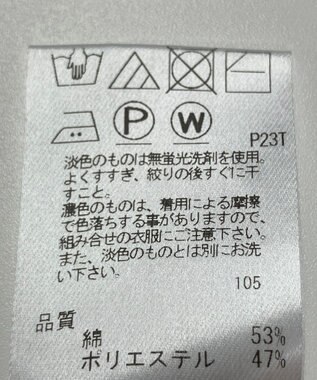 P W
P23T
淡色のものは無蛍光洗剤を使用。
よくすすぎ、絞りの後すぐに干
すこと。
濃色のものは、着用による摩擦
で色落ちする事がありますので、
組み合せの衣服にご注意下さい。
また、淡色のものとは別にお洗
い下さい。
105
品質
綿 53%
ポリエステル 47%